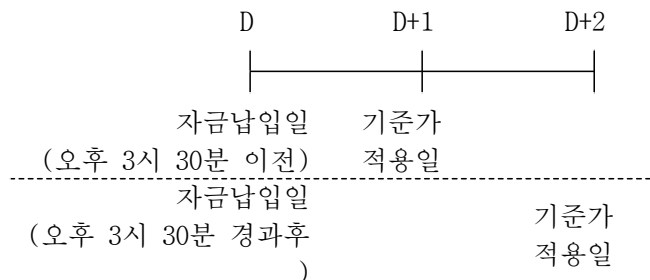 D D+1 D+2
자금납입일 기준가
(오후 3시 30분 이전) 적용일
자금납입일
(오후 3시 30분 경과후
)
기준가
적용일